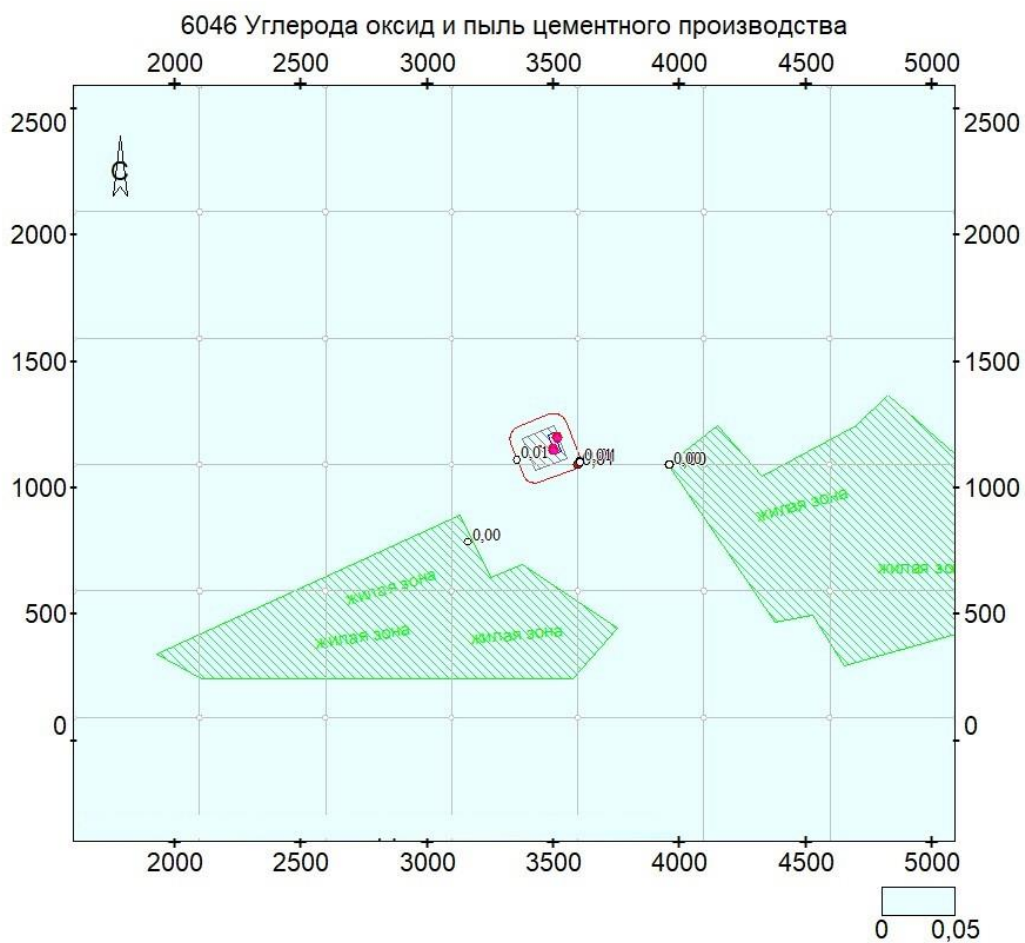 6046 Углерода оксид и пыль цементного производства
2000 2500 3000 3500 4000 4500 5000
2500 2500
С
2000 2000
1500 1500
0,01 0,01 0,00
1000 1000
жилая зона
0,00
жилая зо
жилая зона
500 500
жилая зона жилая зона
0 0
2000 2500 3000 3500 4000 4500 5000
0 0,05